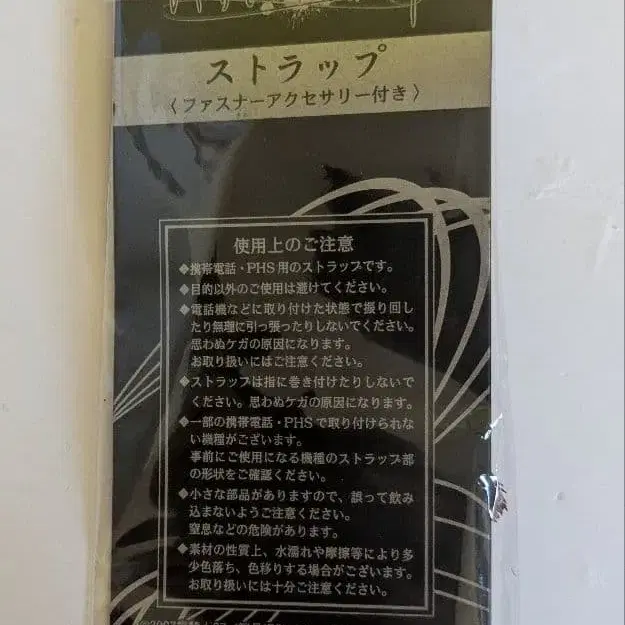 ストラップ
〈ファスナーアクセサリー付き〉
使用上のご注意
◆携帯電話・PHS用のストラップです。
◆目的以外のご使用は避けてください。
◆電話機などに取り付けた状態で振り回し
たり無理に引っ張ったりしないでください。
思わぬケガの原因になります。
お取り扱いにはご注意ください。
◆ストラップは指に巻き付けたりしないで
ください。思わぬケガの原因になります。
◆一部の携帯電話・PHSで取り付けられな
い機種がございます。
事前にご使用になる機種のストラップ部
の形状をご確認ください。
◆小さな部品がありますので、誤って飲み
込まないようご注意ください。
窒息などの危険があります。
◆素材の性質上、水濡れや摩擦等により多
少色落ち、色移りする場合がございます。
お取り扱いには十分ご注意ください。